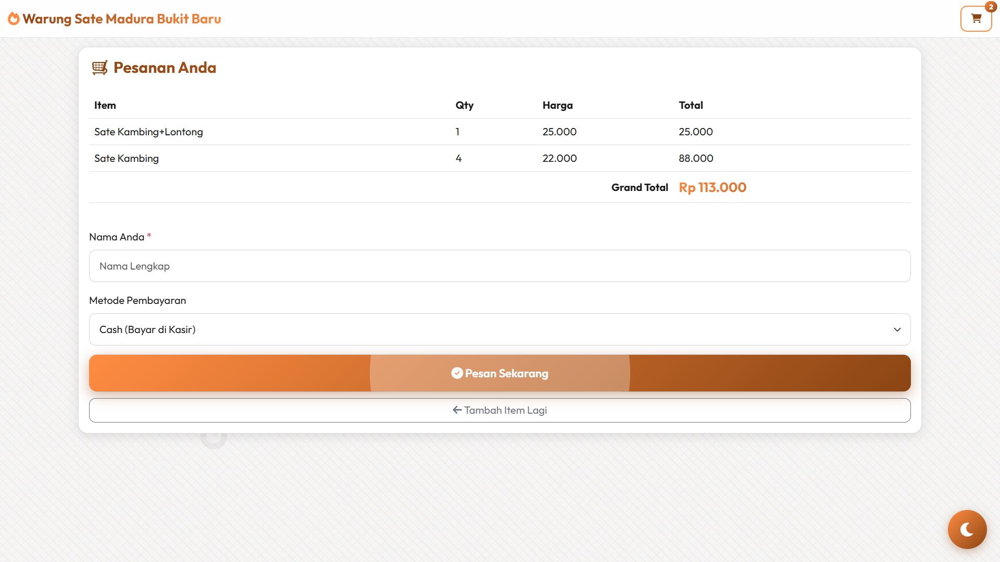 Warung Sate Madura Bukit Baru
2
Pesanan Anda
Item Qty Harga Total
Sate Kambing+Lontong 1 25.000 25.000
Sate Kambing 4 22.000 88.000
Grand Total Rp 113.000
Nama Anda *
Nama Lengkap
Metode Pembayaran
Cash (Bayar di Kasir)
Pesan Sekarang
Tambah Item Lagi